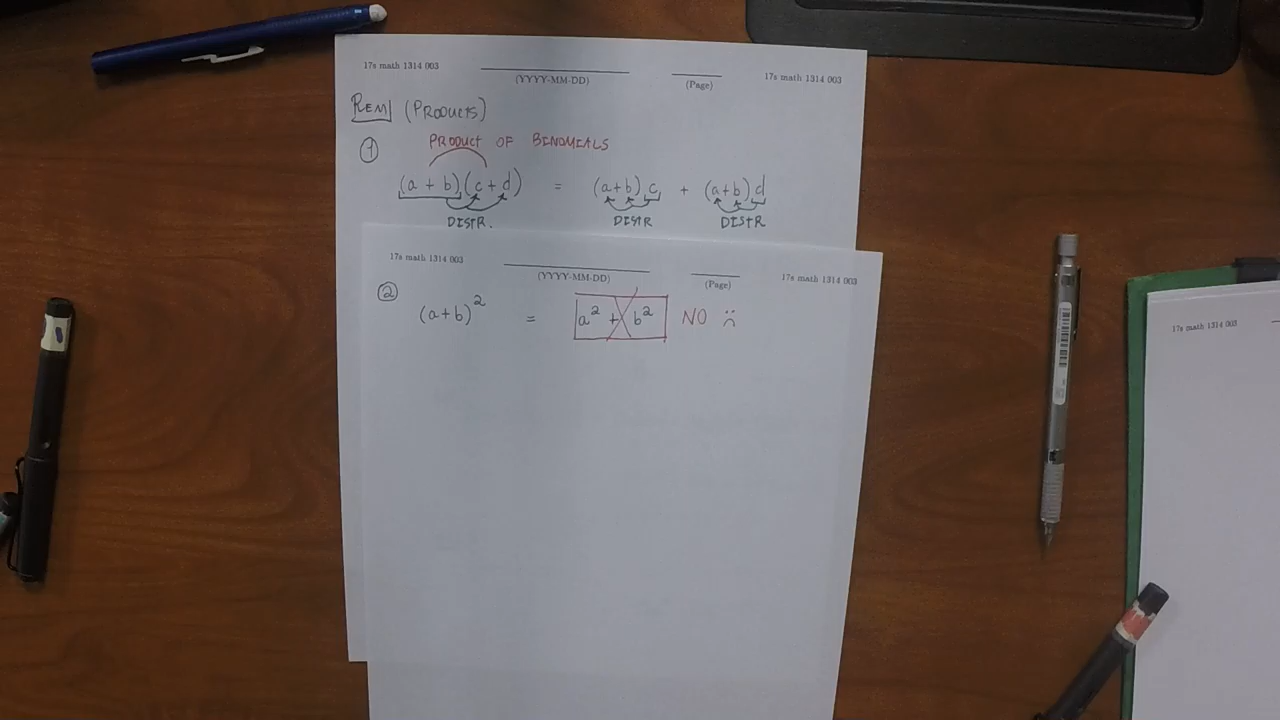 17s math 1314 003 (YYYY-MM-DD) (Page) 17s math 1314 003
REM (PRODUCTS)
① PRODUCT OF BINOMIALS
(a + b)(c + d) = (a+b)c + (a+b)d
DISTR. DISTR DISTR
17s math 1314 003 (YYYY-MM-DD) (Page) 17s math 1314 003
② (a+b)² = a² + b² NO ☹
17s math 1314 003